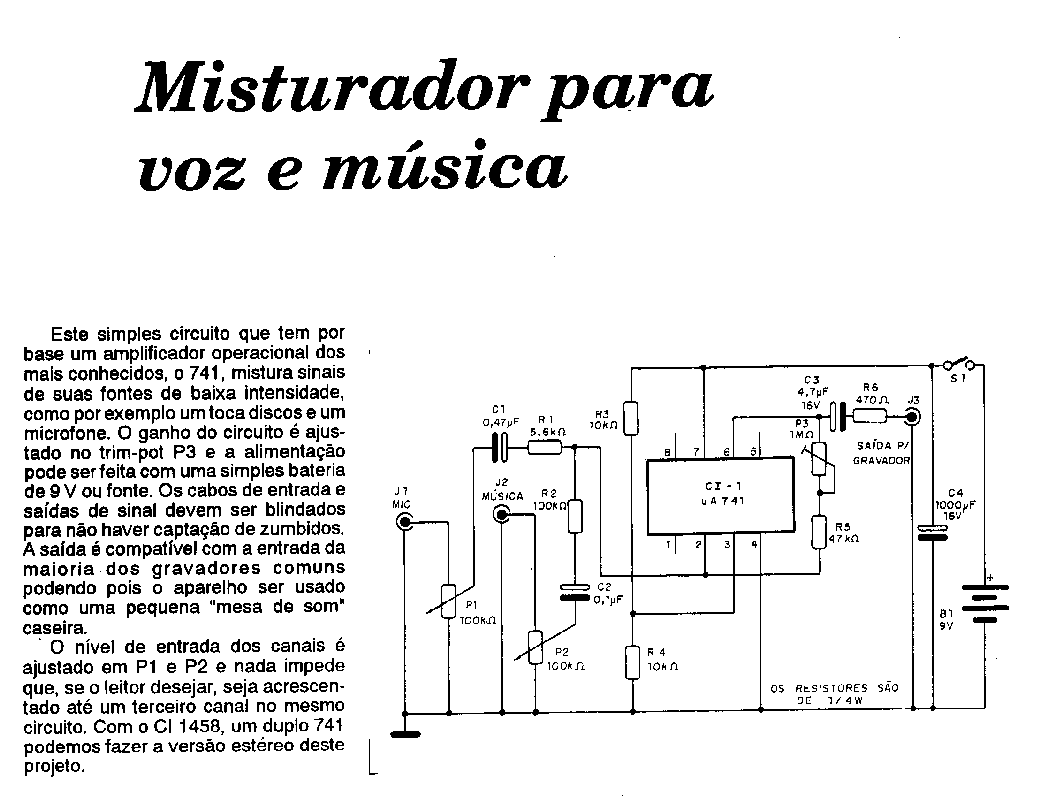 Misturador para
voz e música
Este simples circuito que tem por
base um amplificador operacional dos
mais conhecidos, o 741, mistura sinais
de suas fontes de baixa intensidade,
como por exemplo um toca discos e um
microfone. O ganho do circuito é ajus-
tado no trim-pot P3 e a alimentação
pode ser feita com uma simples bateria
de 9 V ou fonte. Os cabos de entrada e
saídas de sinal devem ser blindados
para não haver captação de zumbidos.
A saída é compatível com a entrada da
maioria dos gravadores comuns
podendo pois o aparelho ser usado
como uma pequena "mesa de som"
caseira.
O nível de entrada dos canais é
ajustado em P1 e P2 e nada impede
que, se o leitor desejar, seja acrescen-
tado até um terceiro canal no mesmo
circuito. Com o CI 1458, um duplo 741
podemos fazer a versão estéreo deste
projeto.
J1
MIC
P1
100kΩ
C1
0,47µF
R1
5.6kΩ
J2
MÚSICA
R2
100kΩ
C2
0,1µF
P2
100kΩ
R3
10kΩ
R4
10kΩ
8 7 6 5
CI-1
uA 741
1 2 3 4
P3
1MΩ
R5
47kΩ
C3
4,7µF
16V
R6
470Ω
J3
SAÍDA P/
GRAVADOR
S1
C4
1000µF
16V
+
B1
9V
OS RESISTORES SÃO
DE 1/4W